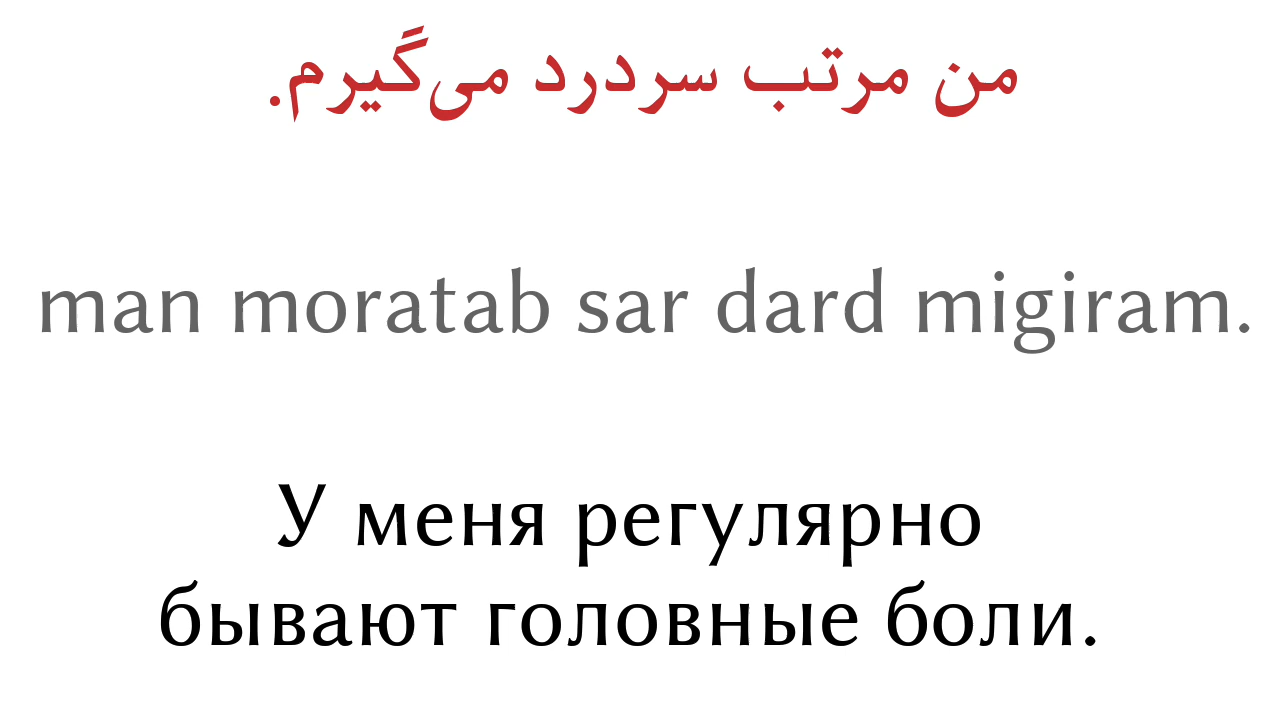 من مرتب سردرد می‌گیرم.
man moratab sar dard migiram.
У меня регулярно
бывают головные боли.